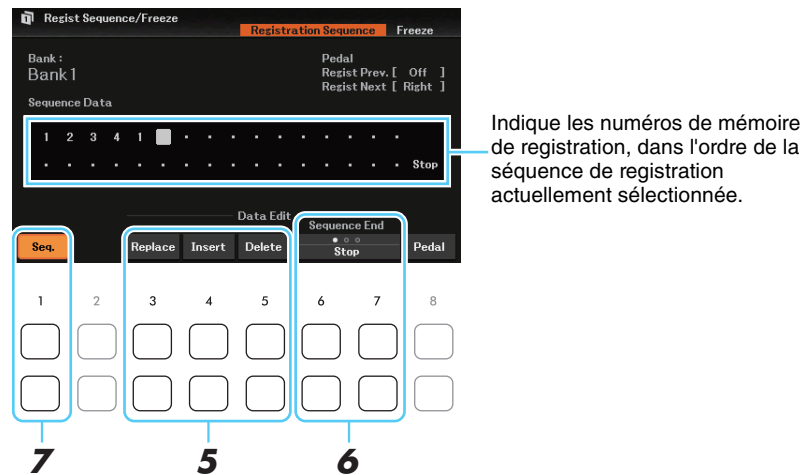 Regist Sequence/Freeze
Registration Sequence Freeze
Bank :
Bank1
Pedal
Regist Prev. [ Off ]
Regist Next [ Right ]
Sequence Data
1 2 3 4 1 · · · · · · · · · ·
· · · · · · · · · · · · · · · Stop
Indique les numéros de mémoire
de registration, dans l'ordre de la
séquence de registration
actuellement sélectionnée.
Data Edit
Sequence End
Seq. Replace Insert Delete Stop Pedal
1 2 3 4 5 6 7 8
7 5 6